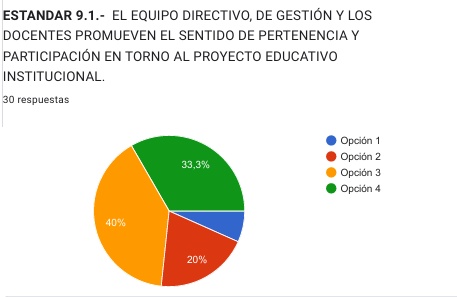 ESTANDAR 9.1.- EL EQUIPO DIRECTIVO, DE GESTIÓN Y LOS
DOCENTES PROMUEVEN EL SENTIDO DE PERTENENCIA Y
PARTICIPACIÓN EN TORNO AL PROYECTO EDUCATIVO
INSTITUCIONAL.
30 respuestas
33,3%
40%
20%
Opción 1
Opción 2
Opción 3
Opción 4